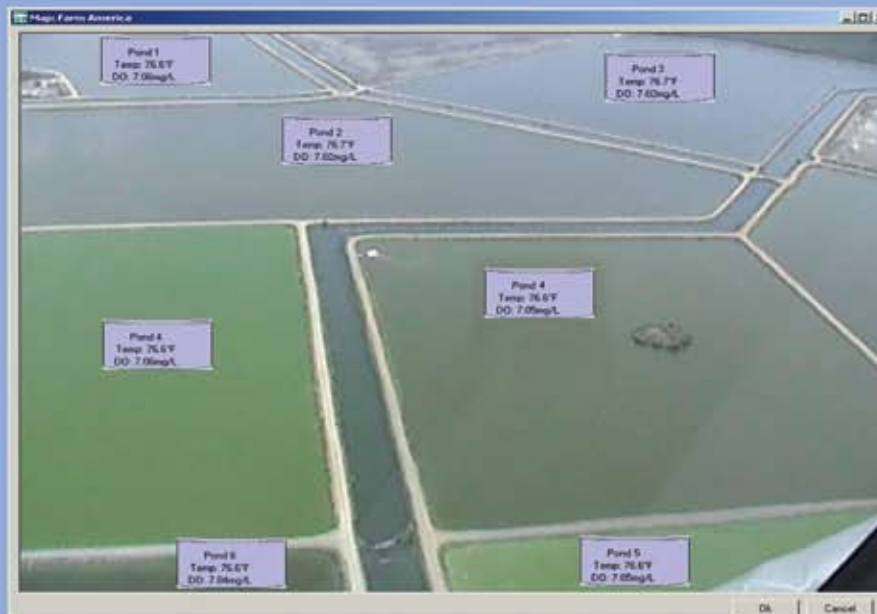 Map: Farm America
Pond 1
Temp: 76.6°F
DO: 7.06mg/L
Pond 3
Temp: 76.7°F
DO: 7.02mg/L
Pond 2
Temp: 76.7°F
DO: 7.02mg/L
Pond 4
Temp: 76.6°F
DO: 7.05mg/L
Pond 4
Temp: 76.6°F
DO: 7.06mg/L
Pond 6
Temp: 76.6°F
DO: 7.04mg/L
Pond 5
Temp: 76.6°F
DO: 7.05mg/L
Ok
Cancel